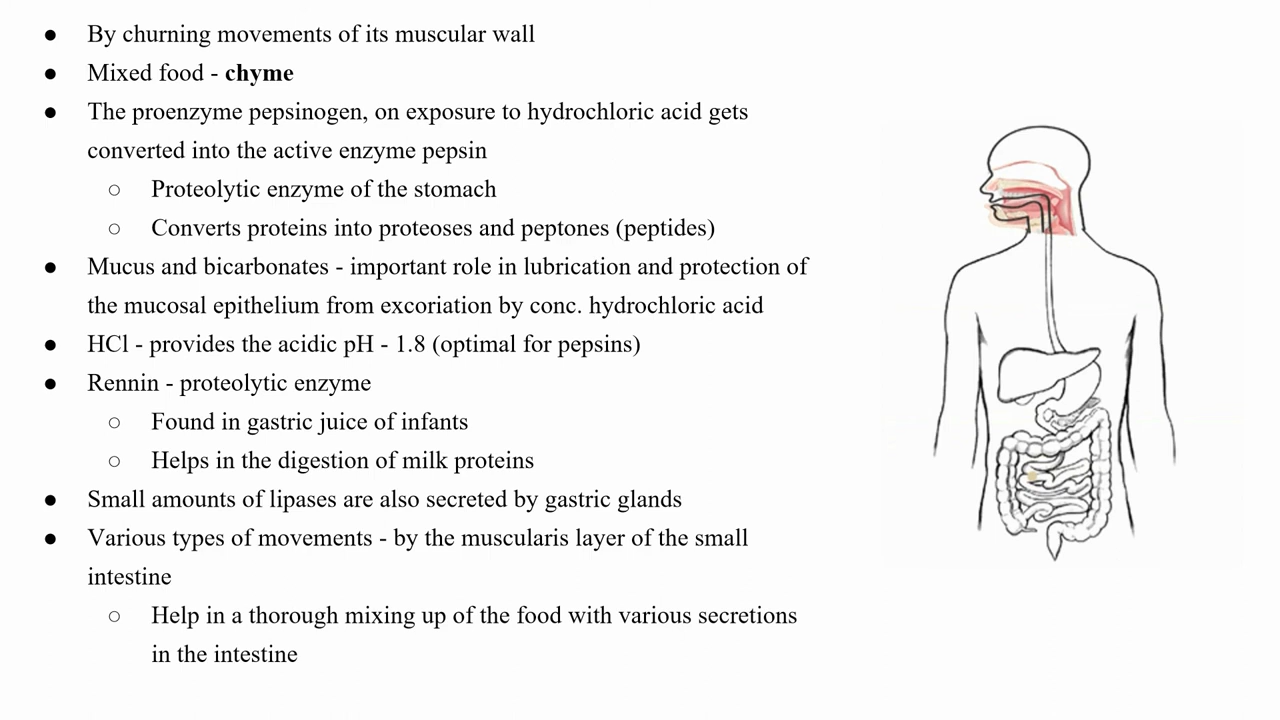 ● By churning movements of its muscular wall
● Mixed food - chyme
● The proenzyme pepsinogen, on exposure to hydrochloric acid gets
converted into the active enzyme pepsin
○ Proteolytic enzyme of the stomach
○ Converts proteins into proteoses and peptones (peptides)
● Mucus and bicarbonates - important role in lubrication and protection of
the mucosal epithelium from excoriation by conc. hydrochloric acid
● HCl - provides the acidic pH - 1.8 (optimal for pepsins)
● Rennin - proteolytic enzyme
○ Found in gastric juice of infants
○ Helps in the digestion of milk proteins
● Small amounts of lipases are also secreted by gastric glands
● Various types of movements - by the muscularis layer of the small
intestine
○ Help in a thorough mixing up of the food with various secretions
in the intestine